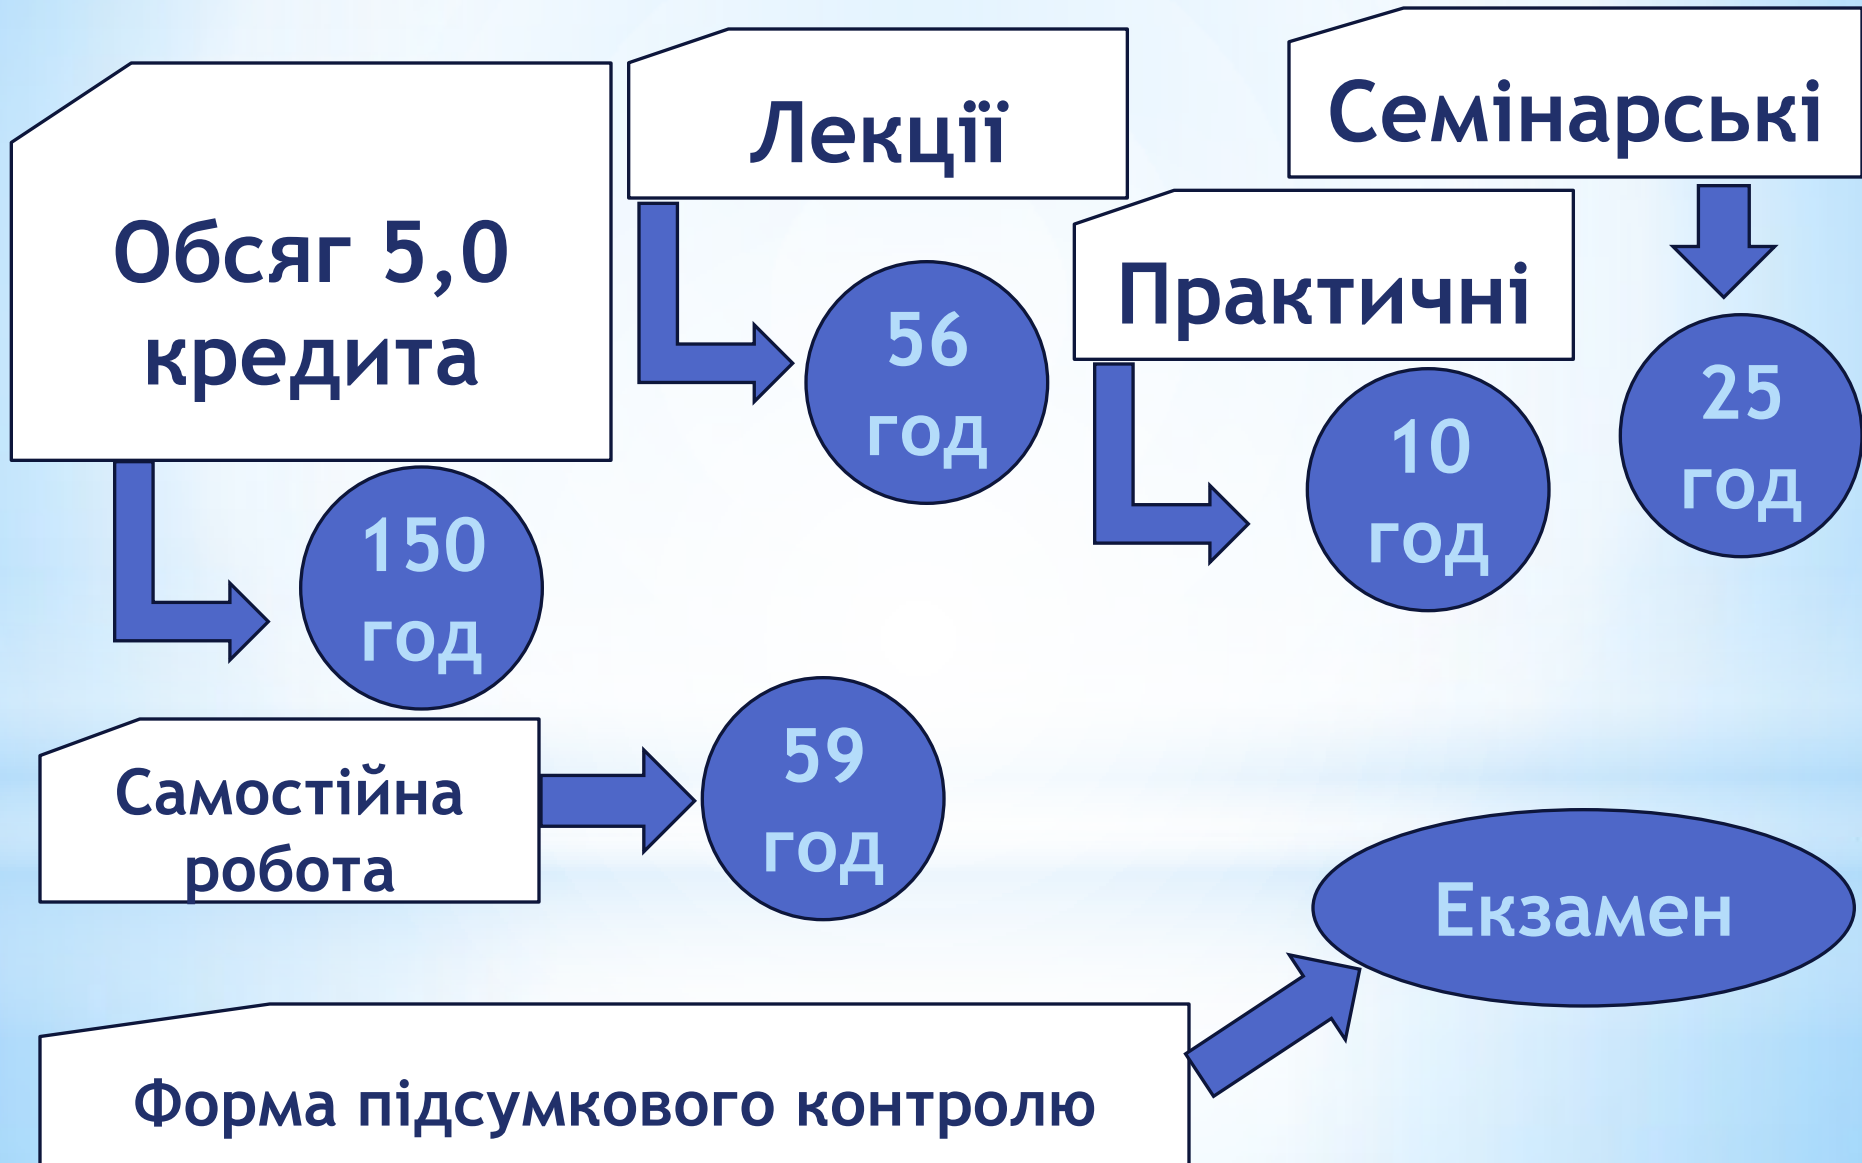 Обсяг 5,0
кредита
150
год
Лекції
56
год
Практичні
10
год
Семінарські
25
год
Самостійна
робота
59
год
Форма підсумкового контролю
Екзамен